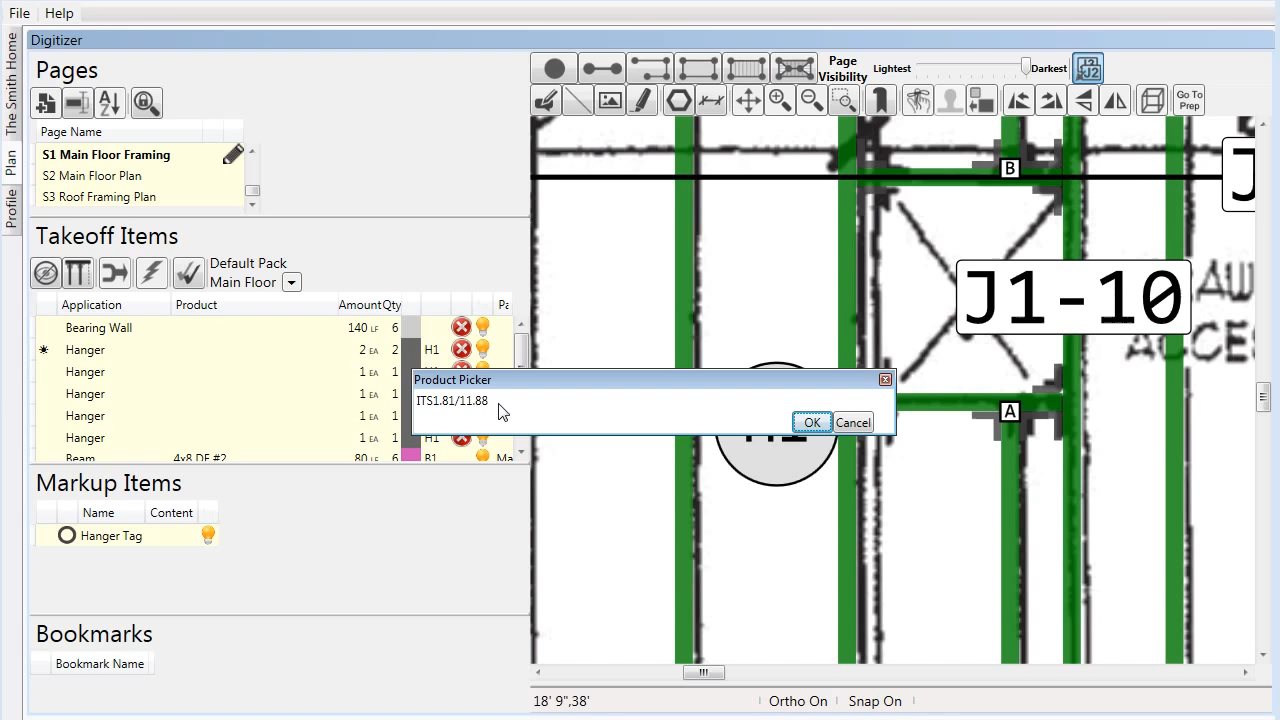 File Help
The Smith Home
Plan
Profile
Digitizer
Pages
A
Z
Page Name
S1 Main Floor Framing
S2 Main Floor Plan
S3 Roof Framing Plan
Takeoff Items
Default Pack
Main Floor
Application Product Amount Qty
Bearing Wall 140 LF 6
Hanger 2 EA 2 H1
Hanger 1 EA 1
Hanger 1 EA 1
Hanger 1 EA 1
Hanger 1 EA 1 H1
Beam 4x8 DF #2 80 LF 6 B1 Ma
Markup Items
Name Content
Hanger Tag
Bookmarks
Bookmark Name
Page Visibility
Lightest Darkest
J2
Go To Prep
B
J
J1-10
AW
ACCES
A
Product Picker
ITS1.81/11.88
OK Cancel
18' 9",38' Ortho On Snap On